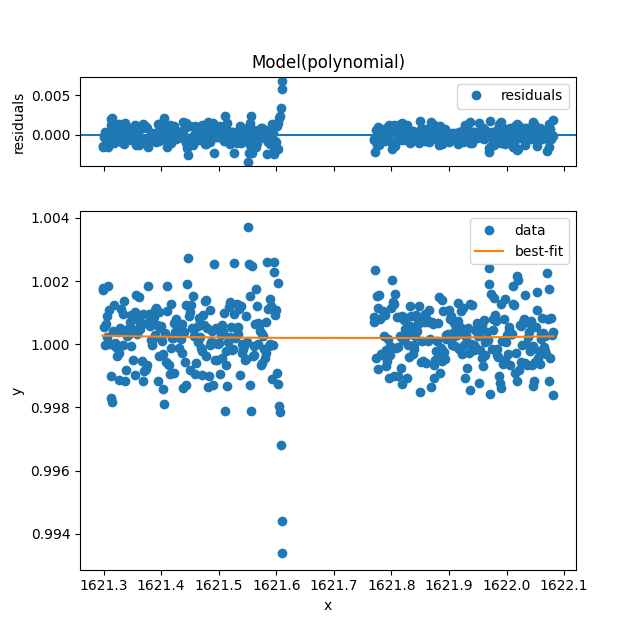 Model(polynomial)
residuals
0.005
0.000
residuals
1.004
1.002
1.000
0.998
0.996
0.994
y
data
best-fit
1621.3 1621.4 1621.5 1621.6 1621.7 1621.8 1621.9 1622.0 1622.1
x